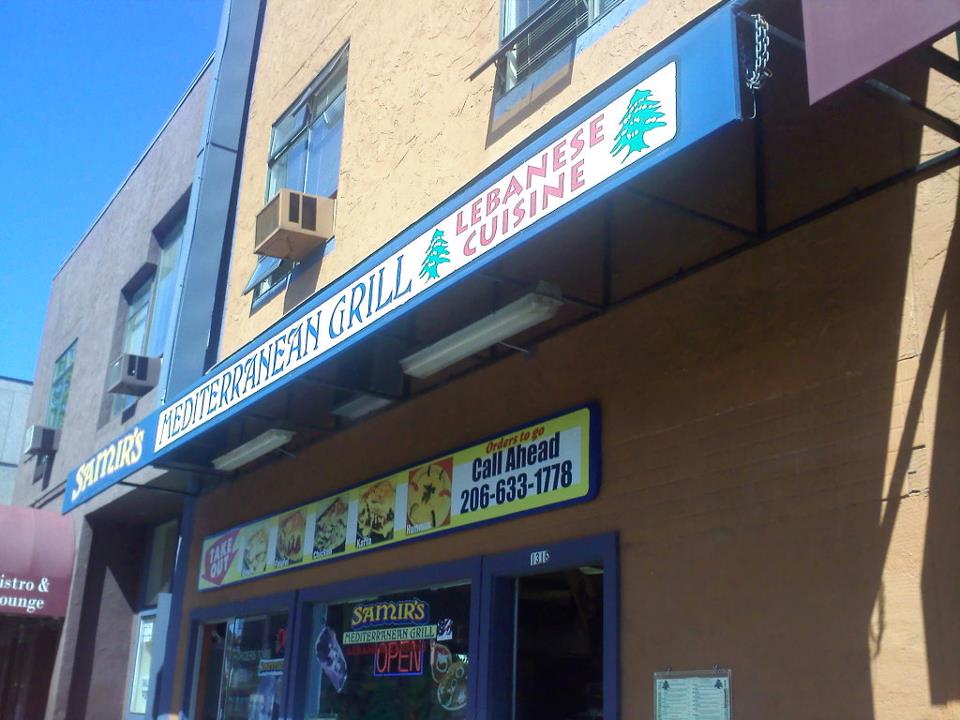 SAMIR'S MEDITERRANEAN GRILL
LEBANESE
CUISINE
TAKE
OUT
Chicken
Kafta
Hummus
Orders to go
Call Ahead
206-633-1778
istro &
ounge
1315
SAMIR'S
MEDITERRANEAN GRILL
OPEN